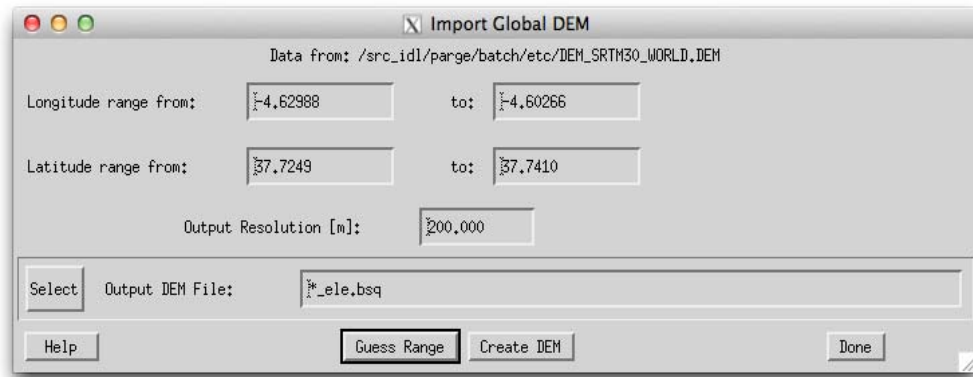 Import Global DEM
Data from: /src_idl/parge/batch/etc/DEM_SRTM30_WORLD.DEM
Longitude range from: -4.62988 to: -4.60266
Latitude range from: 37.7249 to: 37.7410
Output Resolution [m]: 200.000
Select Output DEM File: *_ele.bsq
Help Guess Range Create DEM Done